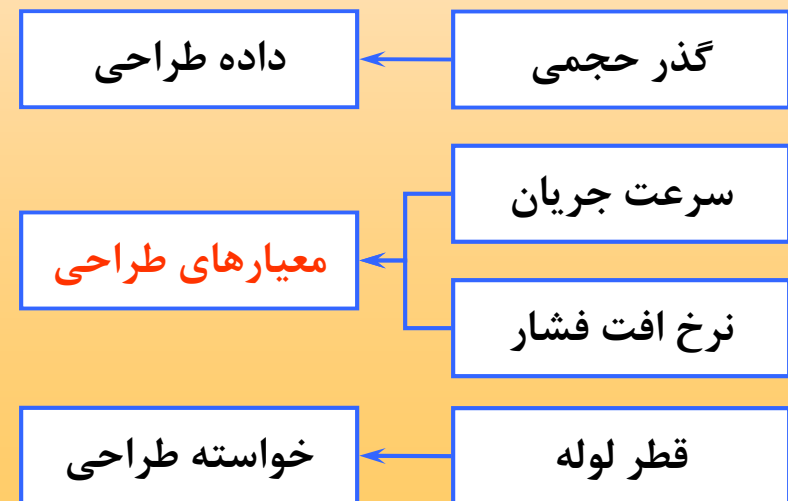 گذر حجمی
داده طراحی
سرعت جریان
معیارهای طراحی
نرخ افت فشار
قطر لوله
خواسته طراحی